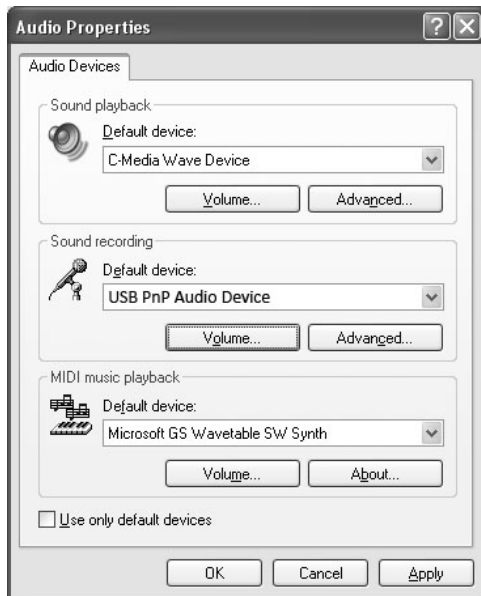 Audio Properties
Audio Devices
Sound playback
Default device:
C-Media Wave Device
Volume... Advanced...
Sound recording
Default device:
USB PnP Audio Device
Volume... Advanced...
MIDI music playback
Default device:
Microsoft GS Wavetable SW Synth
Volume... About...
Use only default devices
OK Cancel Apply